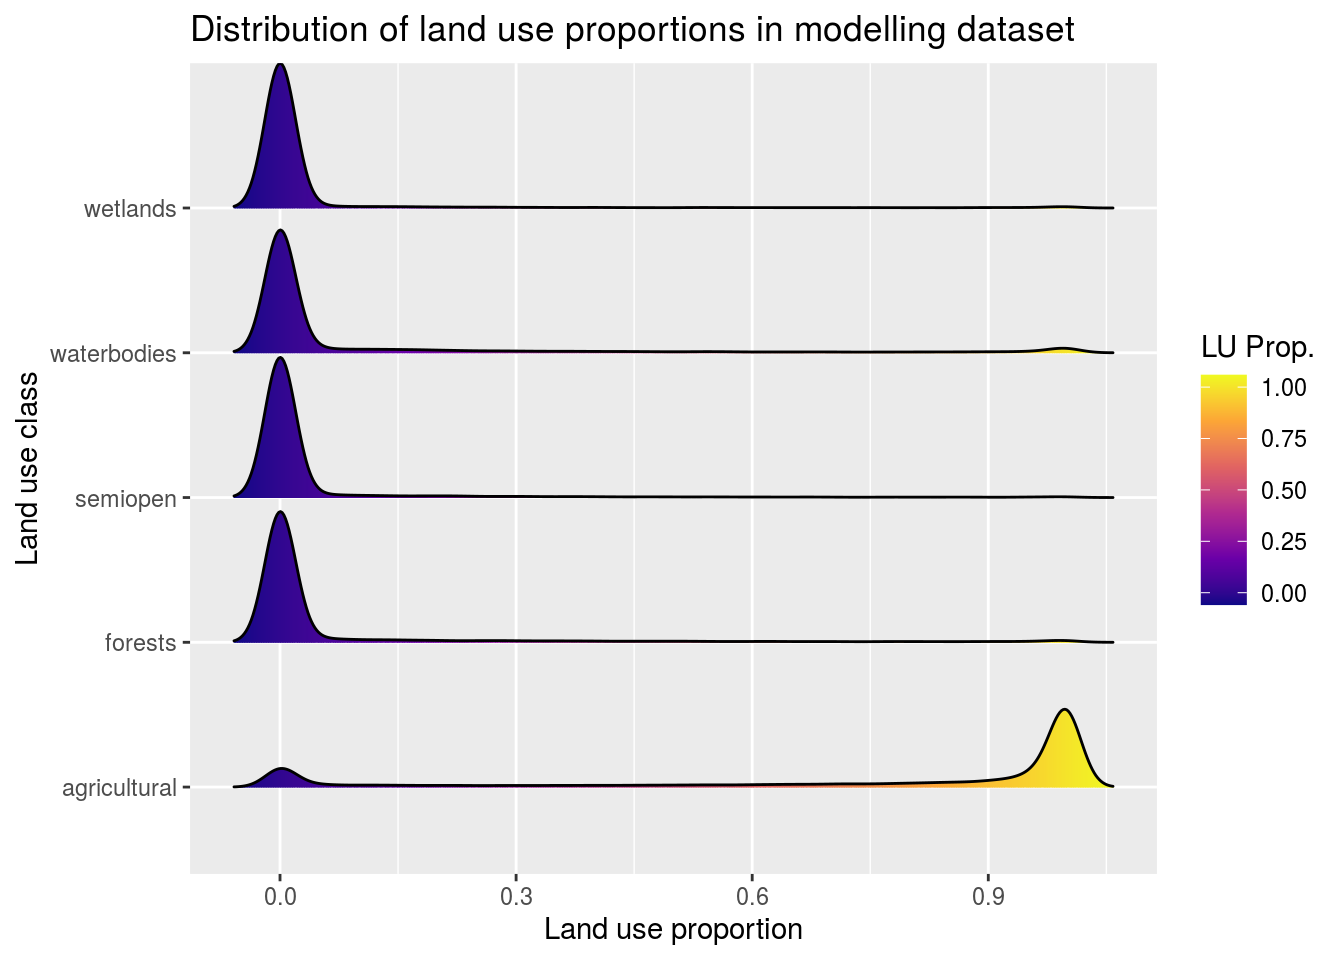 Distribution of land use proportions in modelling dataset
Land use class
wetlands
waterbodies
semiopen
forests
agricultural
0.0
0.3
0.6
0.9
Land use proportion
LU Prop.
1.00
0.75
0.50
0.25
0.00